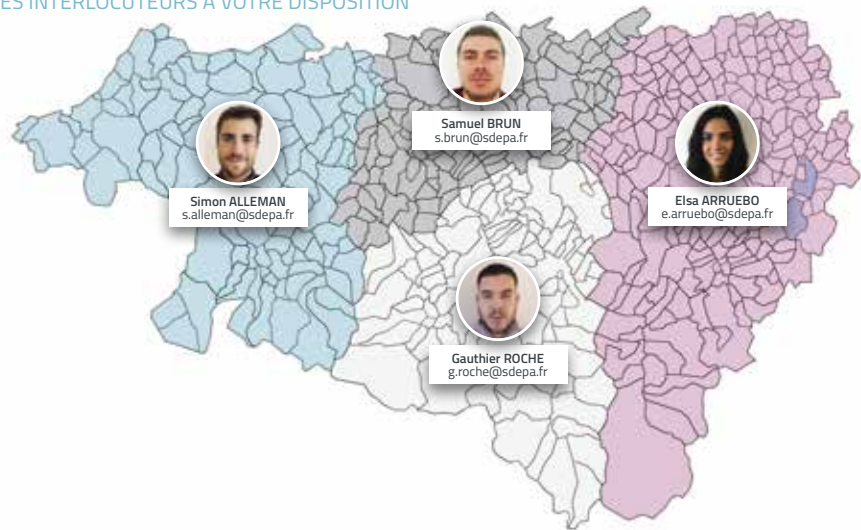 ES INTERLOCUTEURS À VOTRE DISPOSITION
Samuel BRUN
s.brun@sdepa.fr
Simon ALLEMAN
s.alleman@sdepa.fr
Elsa ARRUEBO
e.arruebo@sdepa.fr
Gauthier ROCHE
g.roche@sdepa.fr